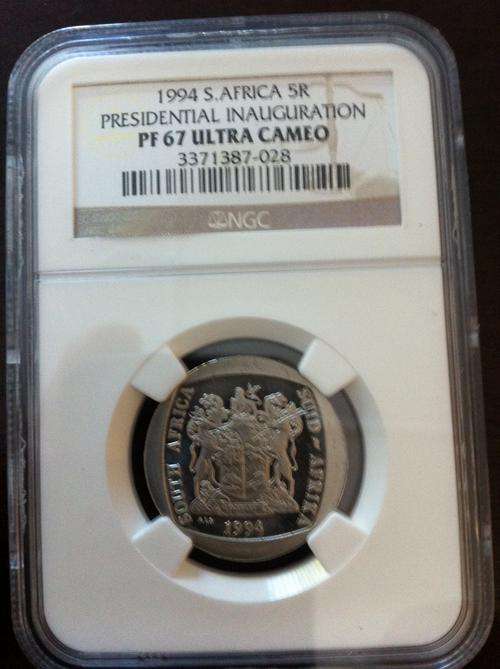 1994 S.AFRICA 5R
PRESIDENTIAL INAUGURATION
PF 67 ULTRA CAMEO
3371387-028
NGC
SOUTH AFRICA
SUID-AFRIKA
1994